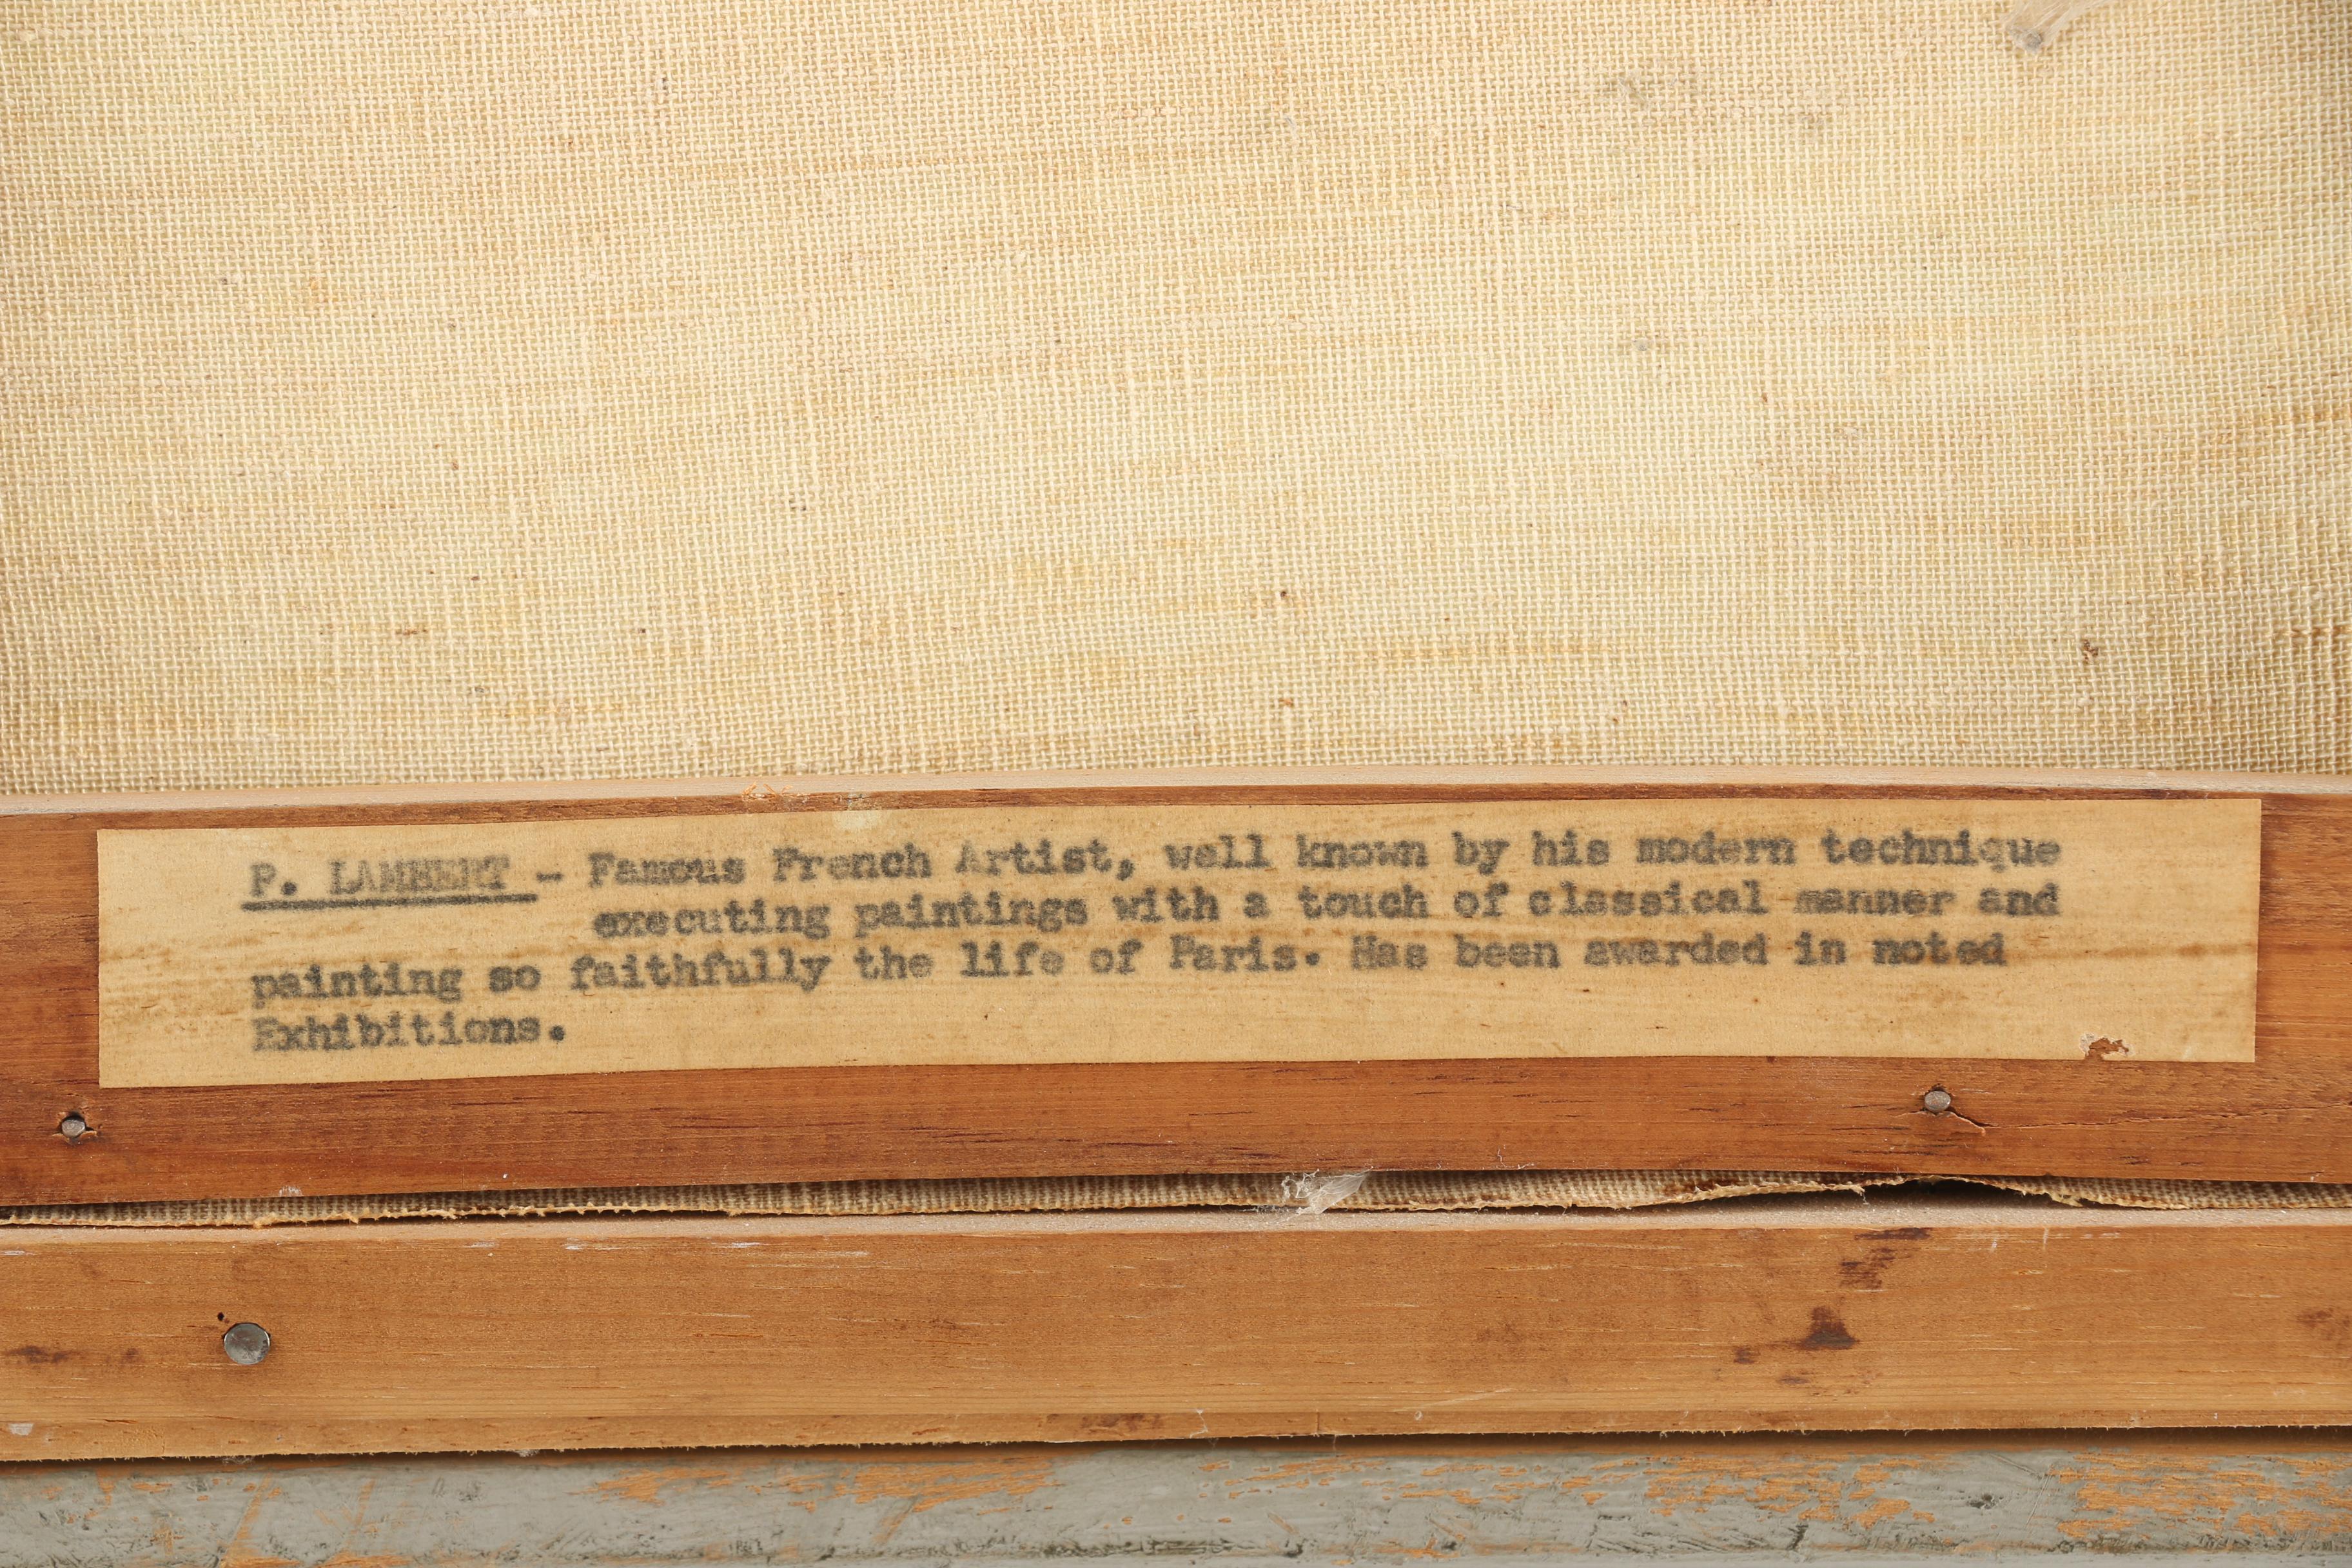 P. LAMBERT - Famous French Artist, well known by his modern technique
executing paintings with a touch of classical manner and
painting so faithfully the life of Paris. Has been awarded in noted
Exhibitions.